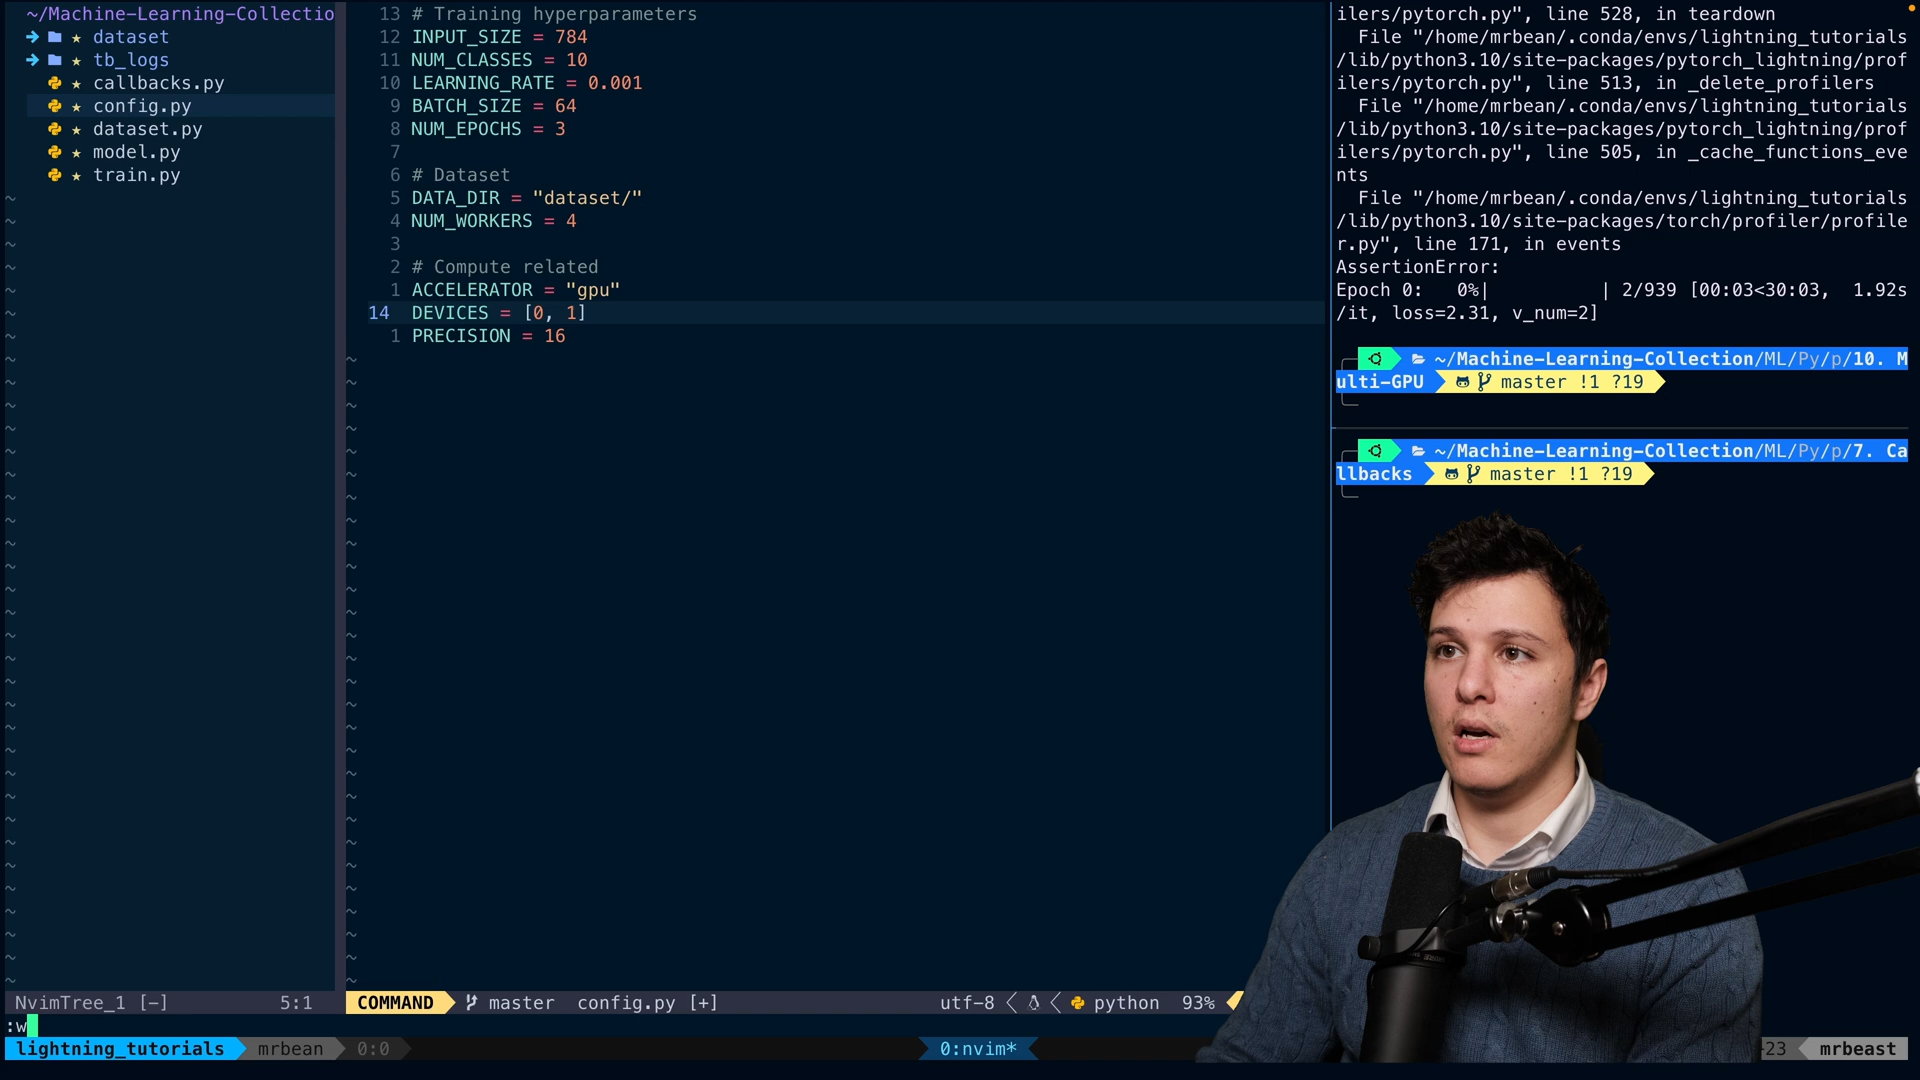 ~/Machine-Learning-Collectio
dataset
tb_logs
callbacks.py
config.py
dataset.py
model.py
train.py
13 # Training hyperparameters
12 INPUT_SIZE = 784
11 NUM_CLASSES = 10
10 LEARNING_RATE = 0.001
9 BATCH_SIZE = 64
8 NUM_EPOCHS = 3
7
6 # Dataset
5 DATA_DIR = "dataset/"
4 NUM_WORKERS = 4
3
2 # Compute related
1 ACCELERATOR = "gpu"
14 DEVICES = [0, 1]
1 PRECISION = 16
ilers/pytorch.py", line 528, in teardown
File "/home/mrbean/.conda/envs/lightning_tutorials
/lib/python3.10/site-packages/pytorch_lightning/prof
ilers/pytorch.py", line 513, in _delete_profilers
File "/home/mrbean/.conda/envs/lightning_tutorials
/lib/python3.10/site-packages/pytorch_lightning/prof
ilers/pytorch.py", line 505, in _cache_functions_eve
nts
File "/home/mrbean/.conda/envs/lightning_tutorials
/lib/python3.10/site-packages/torch/profiler/profile
r.py", line 171, in events
AssertionError:
Epoch 0:   0%|          | 2/939 [00:03<30:03,  1.92s
/it, loss=2.31, v_num=2]
~/Machine-Learning-Collection/ML/Py/p/10. M
ulti-GPU master !1 ?19
~/Machine-Learning-Collection/ML/Py/p/7. Ca
llbacks master !1 ?19
NvimTree_1 [-] 5:1
COMMAND master config.py [+] utf-8 python 93%
:w
lightning_tutorials mrbean 0:0 0:nvim* 23 mrbeast